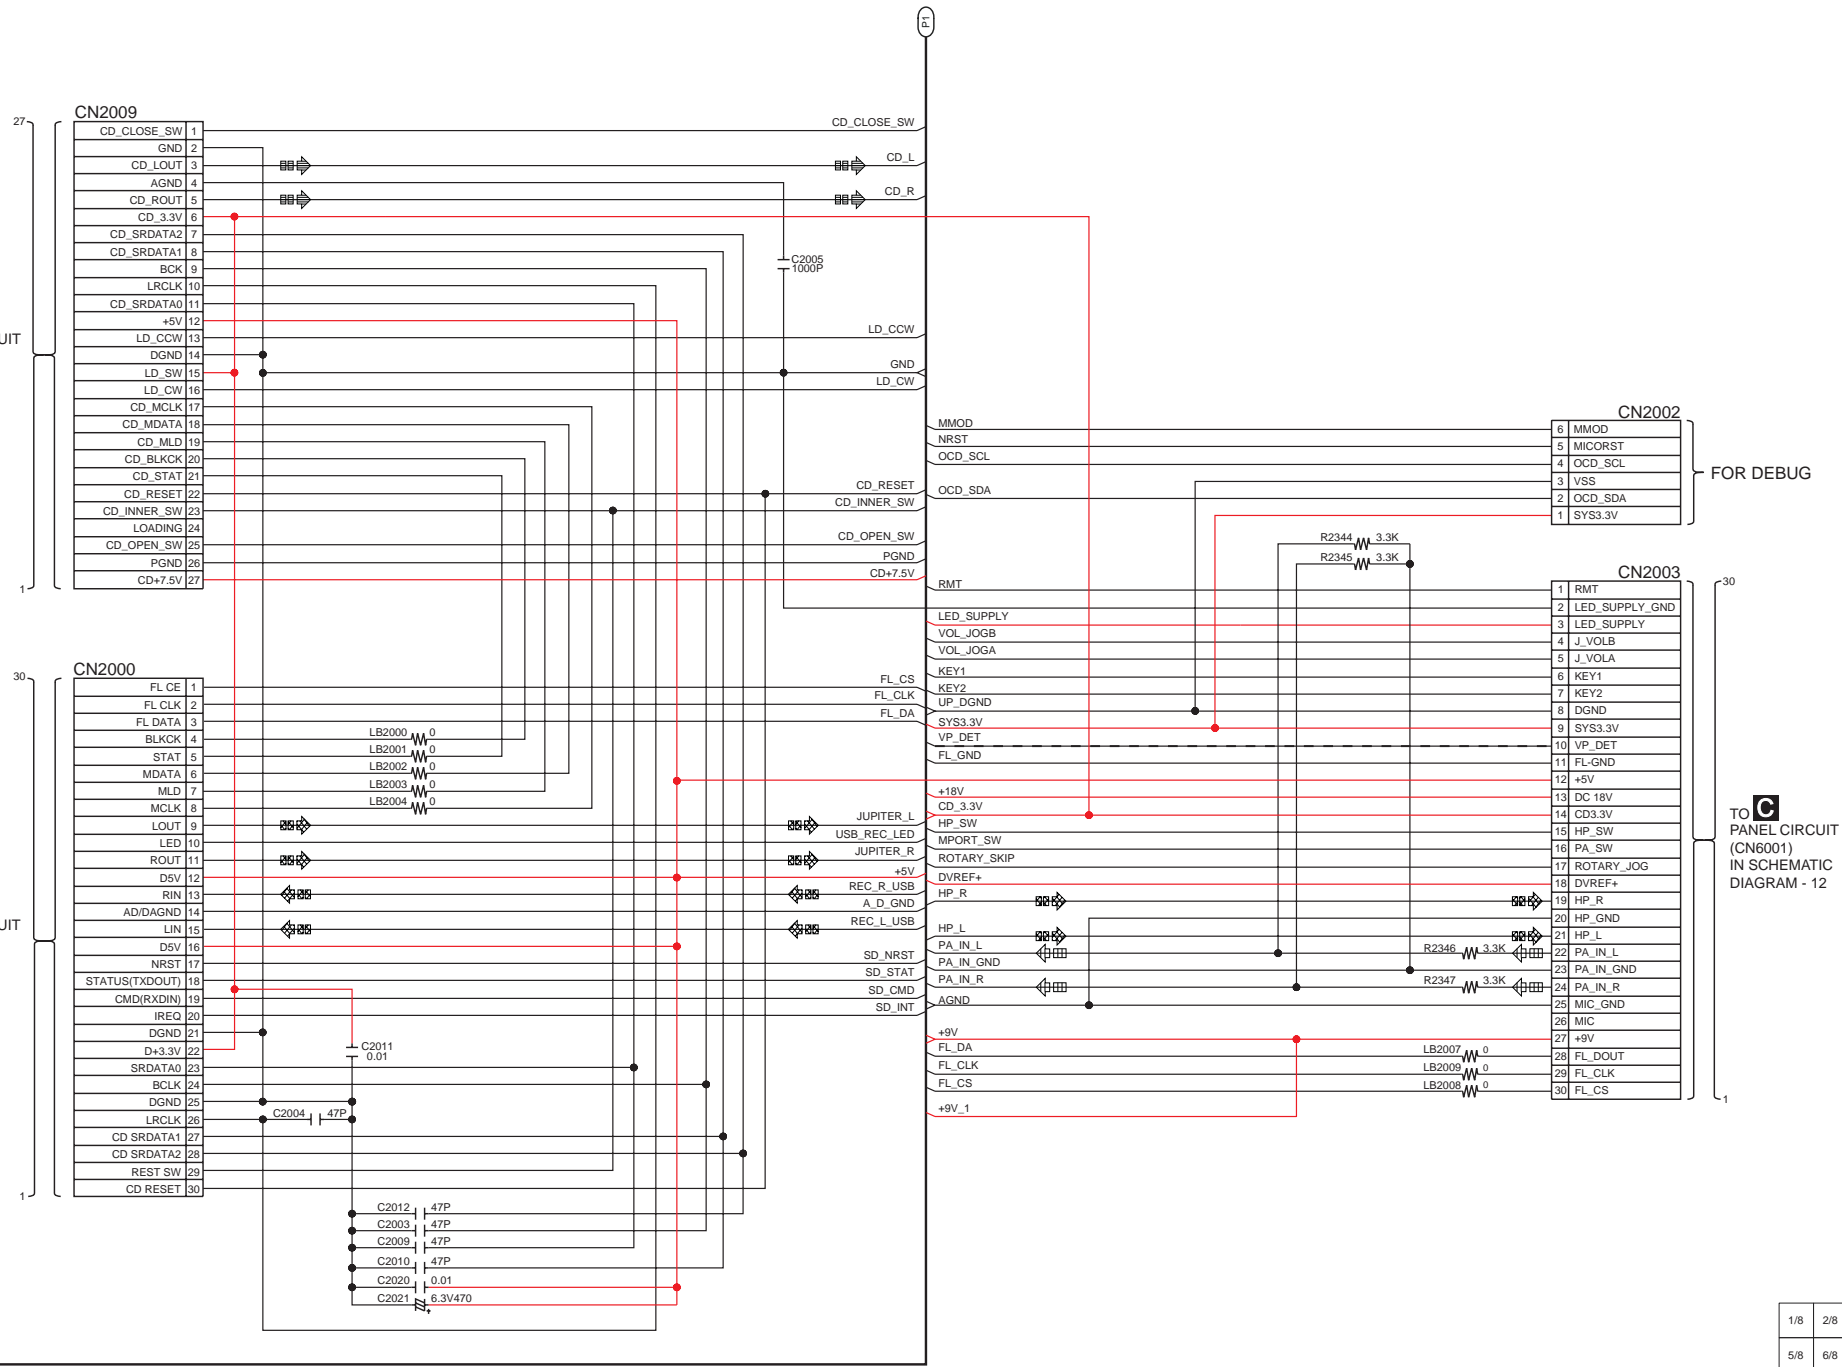 P1
CN2009
27
1
UIT
CD_CLOSE_SW 1
GND 2
CD_LOUT 3
AGND 4
CD_ROUT 5
CD_3.3V 6
CD_SRDATA2 7
CD_SRDATA1 8
BCK 9
LRCLK 10
CD_SRDATA0 11
+5V 12
LD_CCW 13
DGND 14
LD_SW 15
LD_CW 16
CD_MCLK 17
CD_MDATA 18
CD_MLD 19
CD_BLKCK 20
CD_STAT 21
CD_RESET 22
CD_INNER_SW 23
LOADING 24
CD_OPEN_SW 25
PGND 26
CD+7.5V 27
CD_CLOSE_SW
CD_L
CD_R
C2005
1000P
LD_CCW
GND
LD_CW
CD_RESET
CD_INNER_SW
CD_OPEN_SW
PGND
CD+7.5V
CN2000
30
1
UIT
FL CE 1
FL CLK 2
FL DATA 3
BLKCK 4
STAT 5
MDATA 6
MLD 7
MCLK 8
LOUT 9
LED 10
ROUT 11
D5V 12
RIN 13
AD/DAGND 14
LIN 15
D5V 16
NRST 17
STATUS(TXDOUT) 18
CMD(RXDIN) 19
IREQ 20
DGND 21
D+3.3V 22
SRDATA0 23
BCLK 24
DGND 25
LRCLK 26
CD SRDATA1 27
CD SRDATA2 28
REST SW 29
CD RESET 30
LB2000 0
LB2001 0
LB2002 0
LB2003 0
LB2004 0
FL_CS
FL_CLK
FL_DA
JUPITER_L
USB_REC_LED
JUPITER_R
+5V
REC_R_USB
A_D_GND
REC_L_USB
SD_NRST
SD_STAT
SD_CMD
SD_INT
C2011
0.01
C2004 47P
C2012 47P
C2003 47P
C2009 47P
C2010 47P
C2020 0.01
C2021 6.3V470
+
MMOD
NRST
OCD_SCL
OCD_SDA
CN2002
6 MMOD
5 MICORST
4 OCD_SCL
3 VSS
2 OCD_SDA
1 SYS3.3V
FOR DEBUG
R2344 3.3K
R2345 3.3K
RMT
LED_SUPPLY
VOL_JOGB
VOL_JOGA
KEY1
KEY2
UP_DGND
SYS3.3V
VP_DET
FL_GND
+18V
CD_3.3V
HP_SW
MPORT_SW
ROTARY_SKIP
DVREF+
HP_R
HP_L
PA_IN_L
PA_IN_GND
PA_IN_R
AGND
+9V
FL_DA
FL_CLK
FL_CS
+9V_1
R2346 3.3K
R2347 3.3K
LB2007 0
LB2009 0
LB2008 0
CN2003
1 RMT
2 LED_SUPPLY_GND
3 LED_SUPPLY
4 J_VOLB
5 J_VOLA
6 KEY1
7 KEY2
8 DGND
9 SYS3.3V
10 VP_DET
11 FL-GND
12 +5V
13 DC 18V
14 CD3.3V
15 HP_SW
16 PA_SW
17 ROTARY_JOG
18 DVREF+
19 HP_R
20 HP_GND
21 HP_L
22 PA_IN_L
23 PA_IN_GND
24 PA_IN_R
25 MIC_GND
26 MIC
27 +9V
28 FL_DOUT
29 FL_CLK
30 FL_CS
30
1
TO C
PANEL CIRCUIT
(CN6001)
IN SCHEMATIC
DIAGRAM - 12
1/8 2/8
5/8 6/8